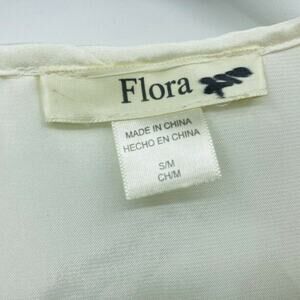 Flora
MADE IN CHINA
HECHO EN CHINA
S/M
CH/M